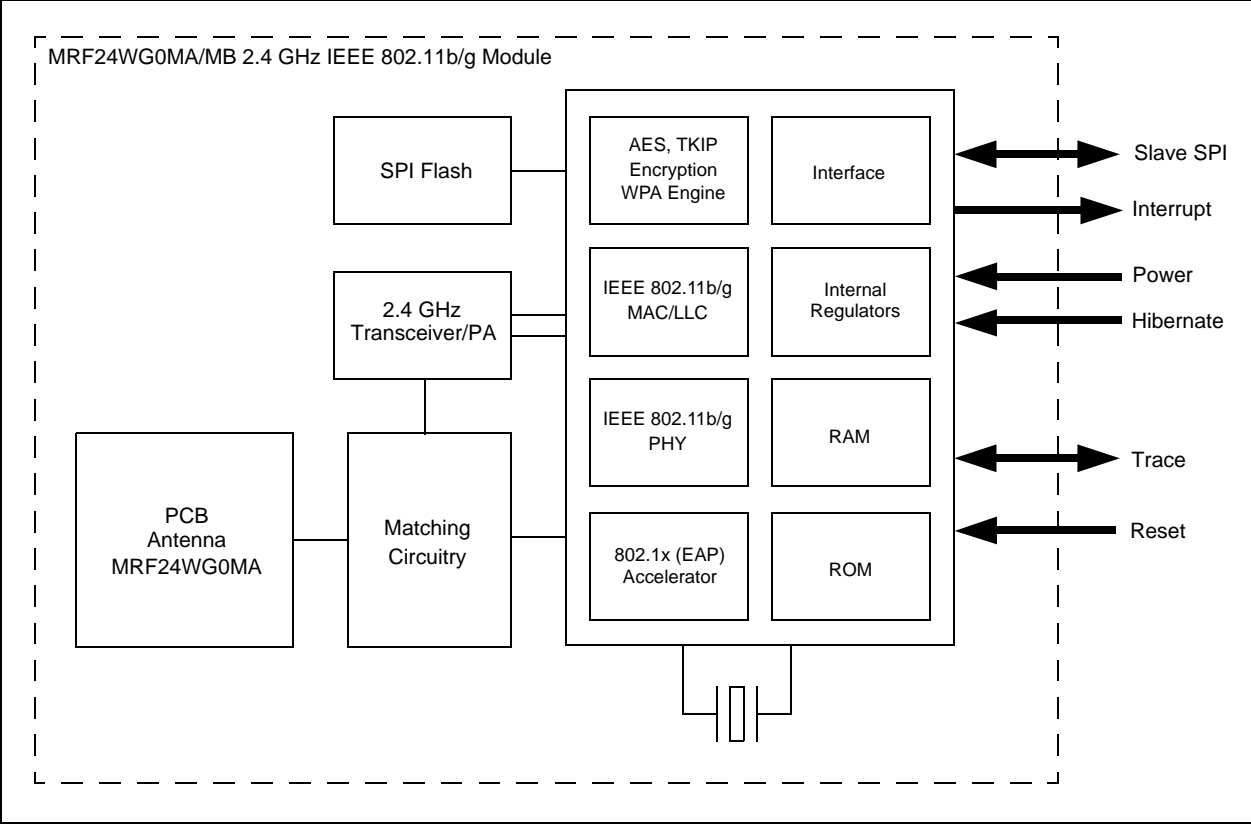 MRF24WG0MA/MB 2.4 GHz IEEE 802.11b/g Module
SPI Flash
AES, TKIP
Encryption
WPA Engine
Interface
Slave SPI
Interrupt
2.4 GHz
Transceiver/PA
IEEE 802.11b/g
MAC/LLC
Internal
Regulators
Power
Hibernate
IEEE 802.11b/g
PHY
RAM
Trace
PCB
Antenna
MRF24WG0MA
Matching
Circuitry
802.1x (EAP)
Accelerator
ROM
Reset